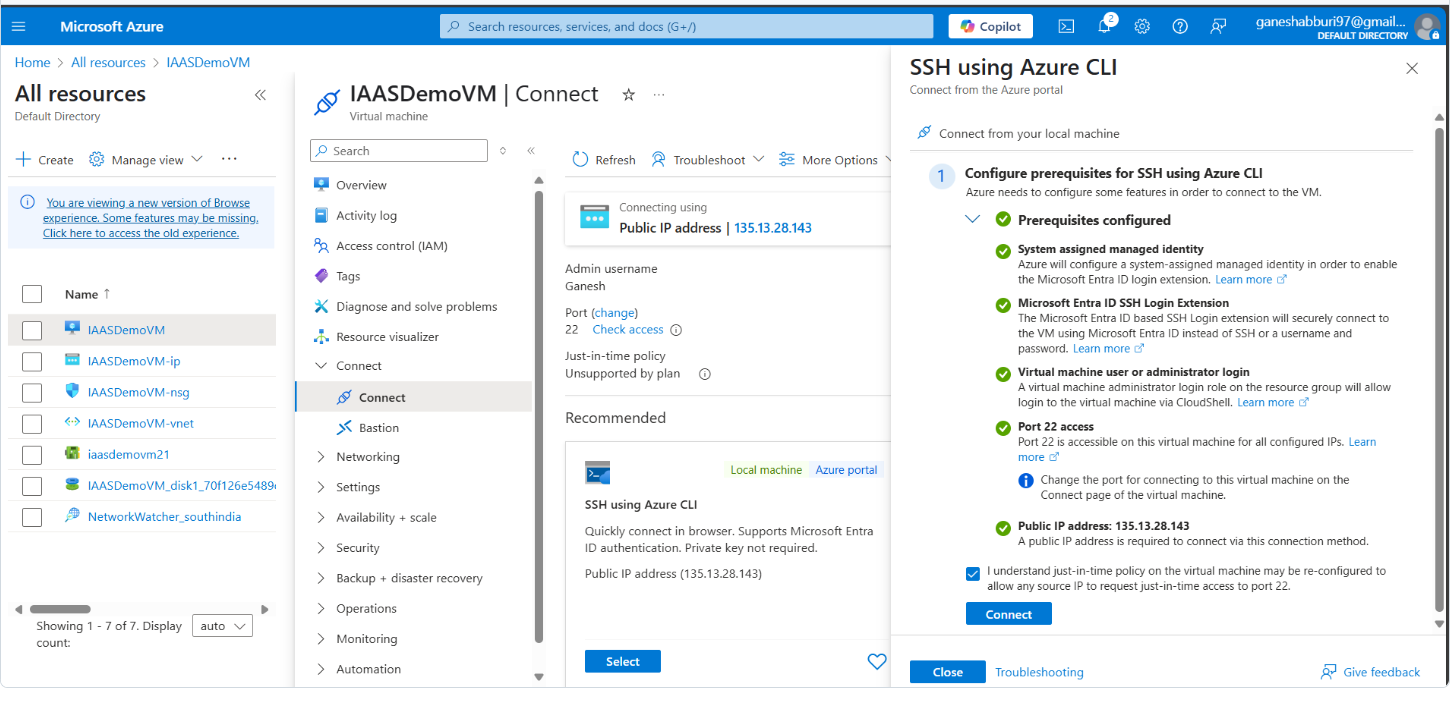 Microsoft Azure
Search resources, services, and docs (G+/)
Copilot
2
ganeshabburi97@gmail...
DEFAULT DIRECTORY
Home > All resources > IAASDemoVM
All resources
Default Directory
Create
Manage view
You are viewing a new version of Browse
experience. Some features may be missing.
Click here to access the old experience.
Name ↑
IAASDemoVM
IAASDemoVM-ip
IAASDemoVM-nsg
IAASDemoVM-vnet
iaasdemovm21
IAASDemoVM_disk1_70f126e5489
NetworkWatcher_southindia
Showing 1 - 7 of 7. Display
count:
auto
IAASDemoVM | Connect
Virtual machine
Search
Overview
Activity log
Access control (IAM)
Tags
Diagnose and solve problems
Resource visualizer
Connect
Connect
Bastion
Networking
Settings
Availability + scale
Security
Backup + disaster recovery
Operations
Monitoring
Automation
Refresh
Troubleshoot
More Options
Connecting using
Public IP address | 135.13.28.143
Admin username
Ganesh
Port (change)
22 Check access
Just-in-time policy
Unsupported by plan
Recommended
Local machine
Azure portal
SSH using Azure CLI
Quickly connect in browser. Supports Microsoft Entra
ID authentication. Private key not required.
Public IP address (135.13.28.143)
Select
SSH using Azure CLI
Connect from the Azure portal
Connect from your local machine
1
Configure prerequisites for SSH using Azure CLI
Azure needs to configure some features in order to connect to the VM.
Prerequisites configured
System assigned managed identity
Azure will configure a system-assigned managed identity in order to enable
the Microsoft Entra ID login extension. Learn more
Microsoft Entra ID SSH Login Extension
The Microsoft Entra ID based SSH Login extension will securely connect to
the VM using Microsoft Entra ID instead of SSH or a username and
password. Learn more
Virtual machine user or administrator login
A virtual machine administrator login role on the resource group will allow
login to the virtual machine via CloudShell. Learn more
Port 22 access
Port 22 is accessible on this virtual machine for all configured IPs. Learn
more
Change the port for connecting to this virtual machine on the
Connect page of the virtual machine.
Public IP address: 135.13.28.143
A public IP address is required to connect via this connection method.
I understand just-in-time policy on the virtual machine may be re-configured to
allow any source IP to request just-in-time access to port 22.
Connect
Close
Troubleshooting
Give feedback